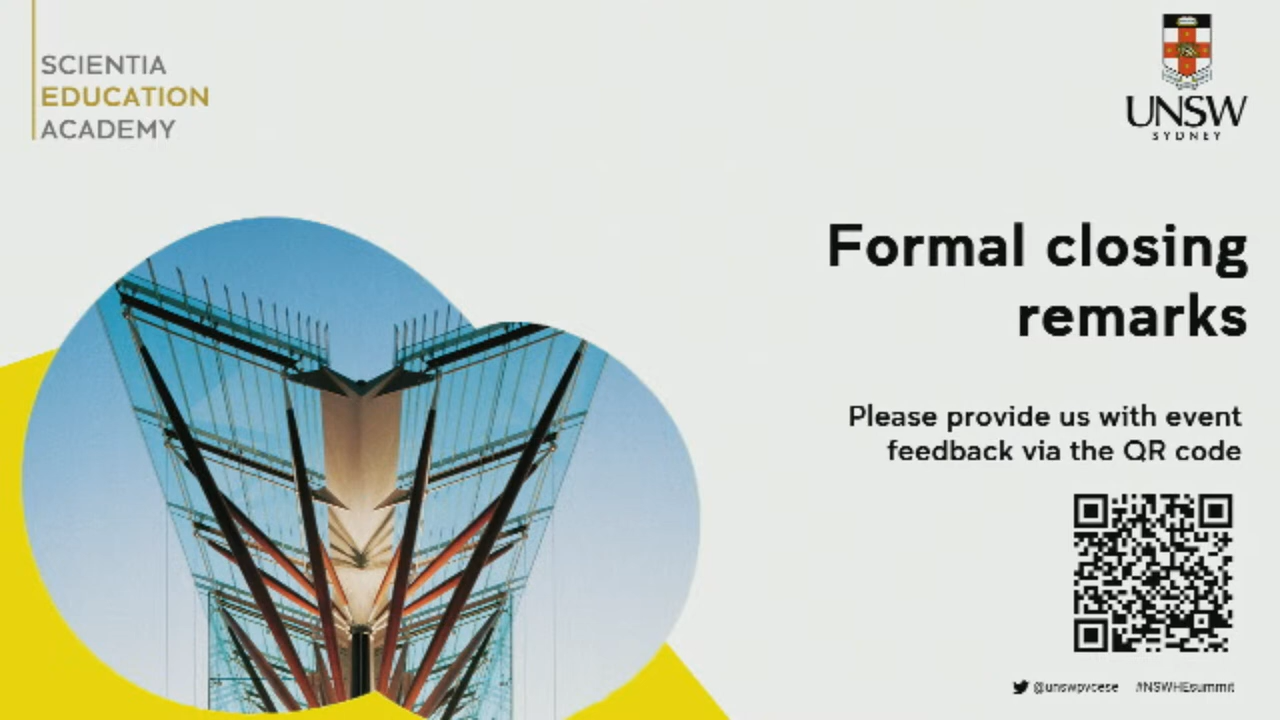 SCIENTIA
EDUCATION
ACADEMY
UNSW
SYDNEY
Formal closing
remarks
Please provide us with event
feedback via the QR code
@unswpvcese #NSWHEsummit